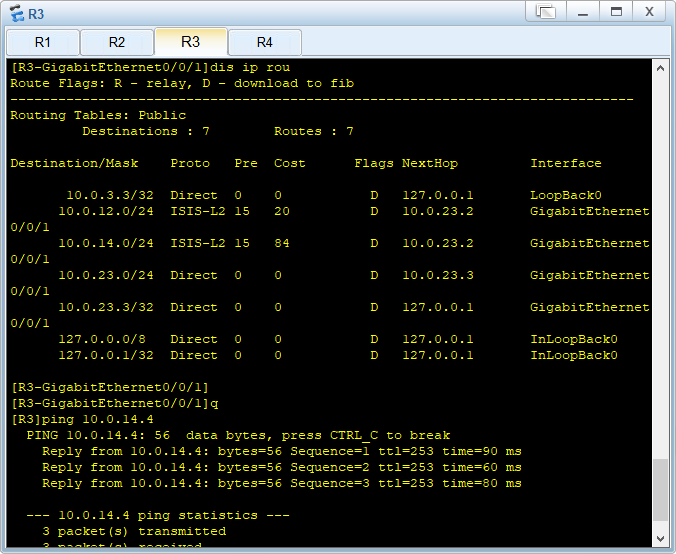 R3
R1 R2 R3 R4
[R3-GigabitEthernet0/0/1]dis ip rou
Route Flags: R - relay, D - download to fib
------------------------------------------------------------------------------
Routing Tables: Public
         Destinations : 7        Routes : 7
Destination/Mask    Proto   Pre  Cost      Flags NextHop         Interface
       10.0.3.3/32  Direct  0    0           D   127.0.0.1       LoopBack0
      10.0.12.0/24  ISIS-L2 15   20          D   10.0.23.2       GigabitEthernet
0/0/1
      10.0.14.0/24  ISIS-L2 15   84          D   10.0.23.2       GigabitEthernet
0/0/1
      10.0.23.0/24  Direct  0    0           D   10.0.23.3       GigabitEthernet
0/0/1
      10.0.23.3/32  Direct  0    0           D   127.0.0.1       GigabitEthernet
0/0/1
      127.0.0.0/8   Direct  0    0           D   127.0.0.1       InLoopBack0
      127.0.0.1/32  Direct  0    0           D   127.0.0.1       InLoopBack0
[R3-GigabitEthernet0/0/1]
[R3-GigabitEthernet0/0/1]q
[R3]ping 10.0.14.4
  PING 10.0.14.4: 56  data bytes, press CTRL_C to break
    Reply from 10.0.14.4: bytes=56 Sequence=1 ttl=253 time=90 ms
    Reply from 10.0.14.4: bytes=56 Sequence=2 ttl=253 time=60 ms
    Reply from 10.0.14.4: bytes=56 Sequence=3 ttl=253 time=80 ms
  --- 10.0.14.4 ping statistics ---
    3 packet(s) transmitted
    3 packet(s) received